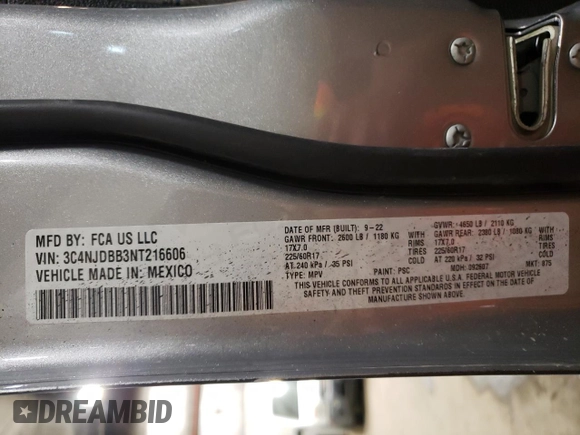 MFD BY: FCA US LLC
VIN: 3C4NJDBB3NT216606
VEHICLE MADE IN: MEXICO
DATE OF MFR (BUILT): 9-22
GVWR: 4650 LB / 2110 KG
GAWR FRONT: 2600 LB / 1180 KG WITH
GAWR REAR: 2380 LB / 1080 KG WITH
17X7.0 RIMS
17X7.0 RIMS
225/60R17 TIRES
225/60R17 TIRES
AT 240 kPa / 35 PSI COLD
AT 220 kPa / 32 PSI COLD
TYPE: MPV PAINT: PSC MDH: 092807 MKT: 875
THIS VEHICLE CONFORMS TO ALL APPLICABLE U.S.A. FEDERAL MOTOR VEHICLE
SAFETY AND THEFT PREVENTION STANDARDS IN EFFECT ON THE DATE OF
MANUFACTURE SHOWN ABOVE.
DREAMBID